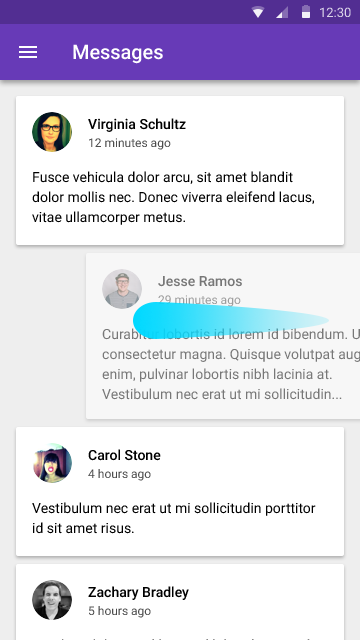 12:30
Messages
Virginia Schultz
12 minutes ago
Fusce vehicula dolor arcu, sit amet blandit
dolor mollis nec. Donec viverra eleifend lacus,
vitae ullamcorper metus.
Jesse Ramos
29 minutes ago
Curabitur lobortis id lorem id bibendum. U
consectetur magna. Quisque volutpat aug
enim, pulvinar lobortis nibh lacinia at.
Vestibulum nec erat ut mi sollicitudin...
Carol Stone
4 hours ago
Vestibulum nec erat ut mi sollicitudin porttitor
id sit amet risus.
Zachary Bradley
5 hours ago